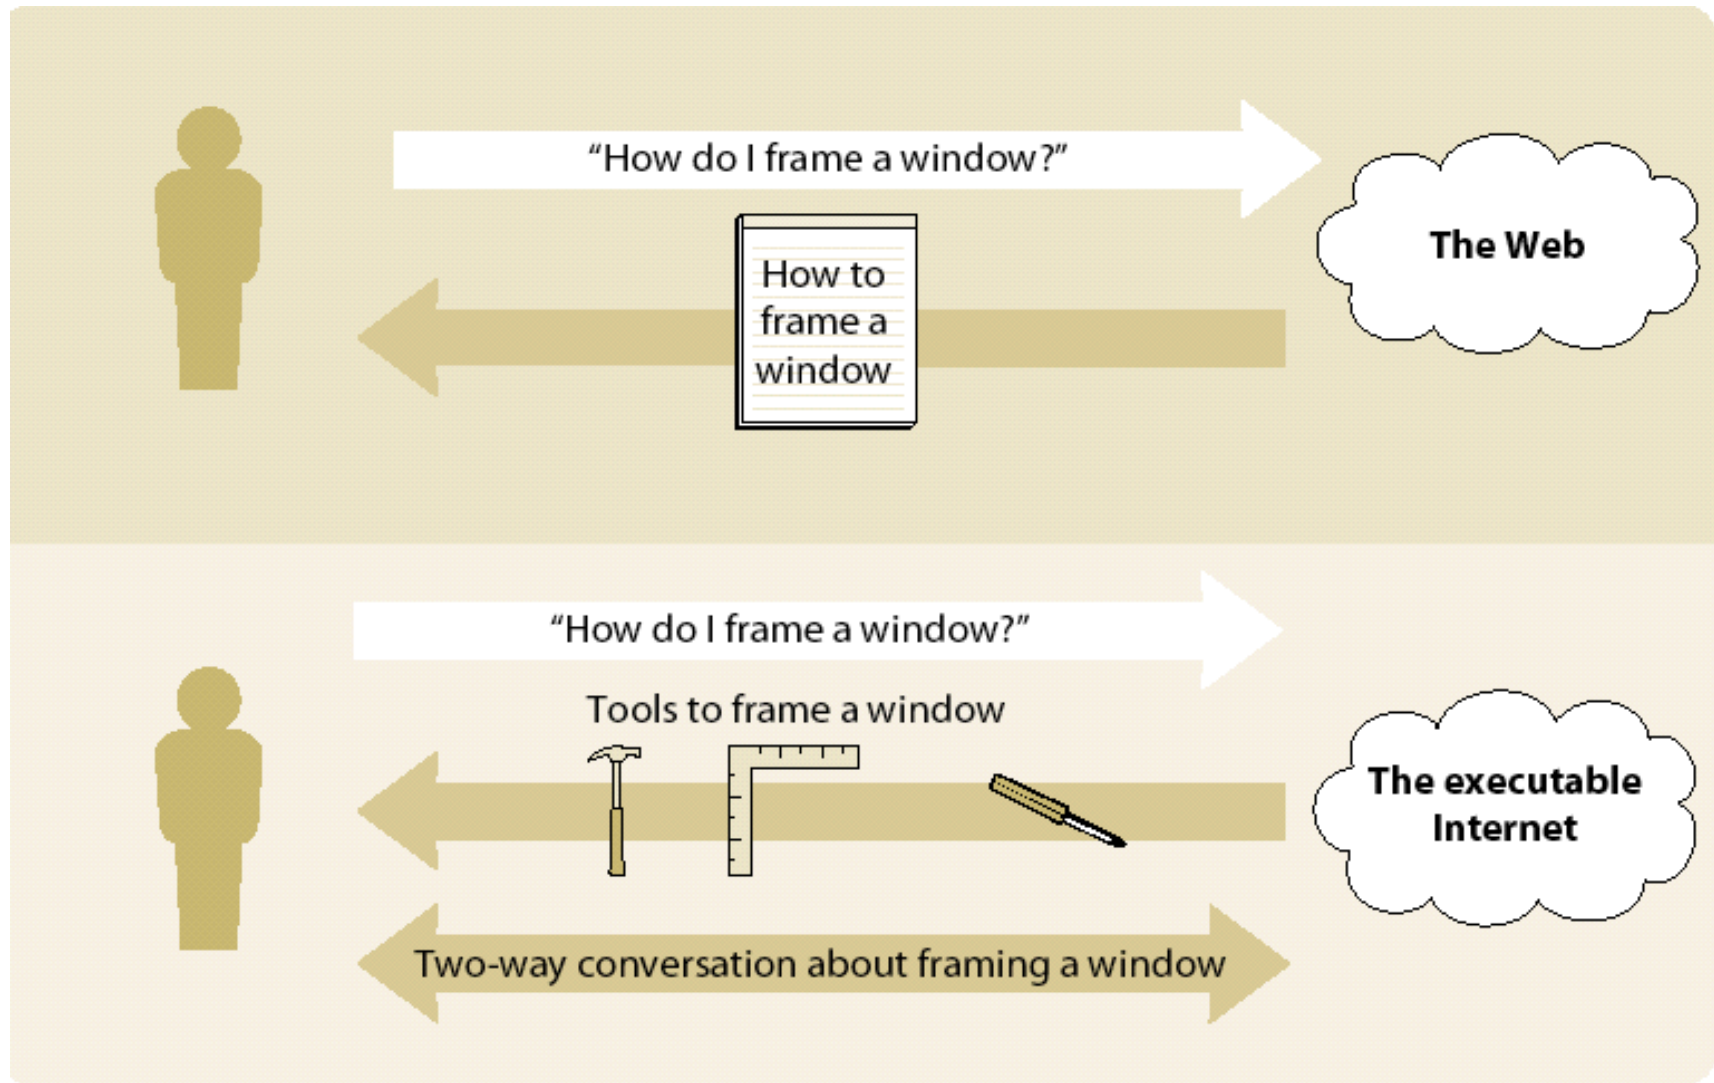 “How do I frame a window?”
The Web
How to
frame a
window
“How do I frame a window?”
Tools to frame a window
The executable
Internet
Two-way conversation about framing a window